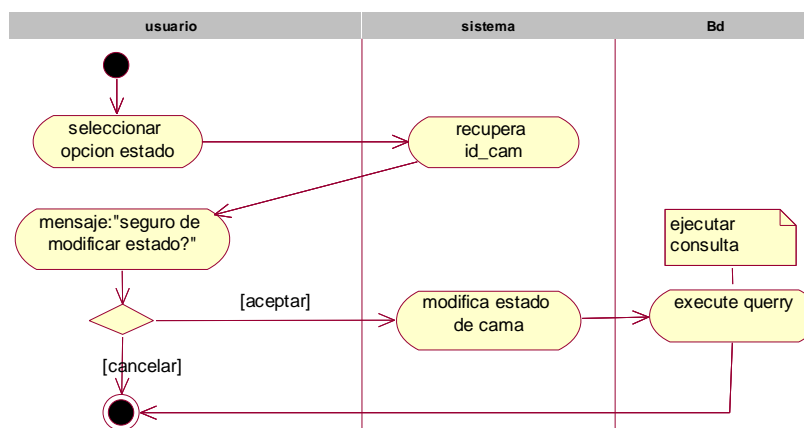 usuario
sistema
Bd
seleccionar
opcion estado
recupera
id_cam
mensaje:"seguro de
modificar estado?"
ejecutar
consulta
[aceptar]
modifica estado
de cama
execute querry
[cancelar]